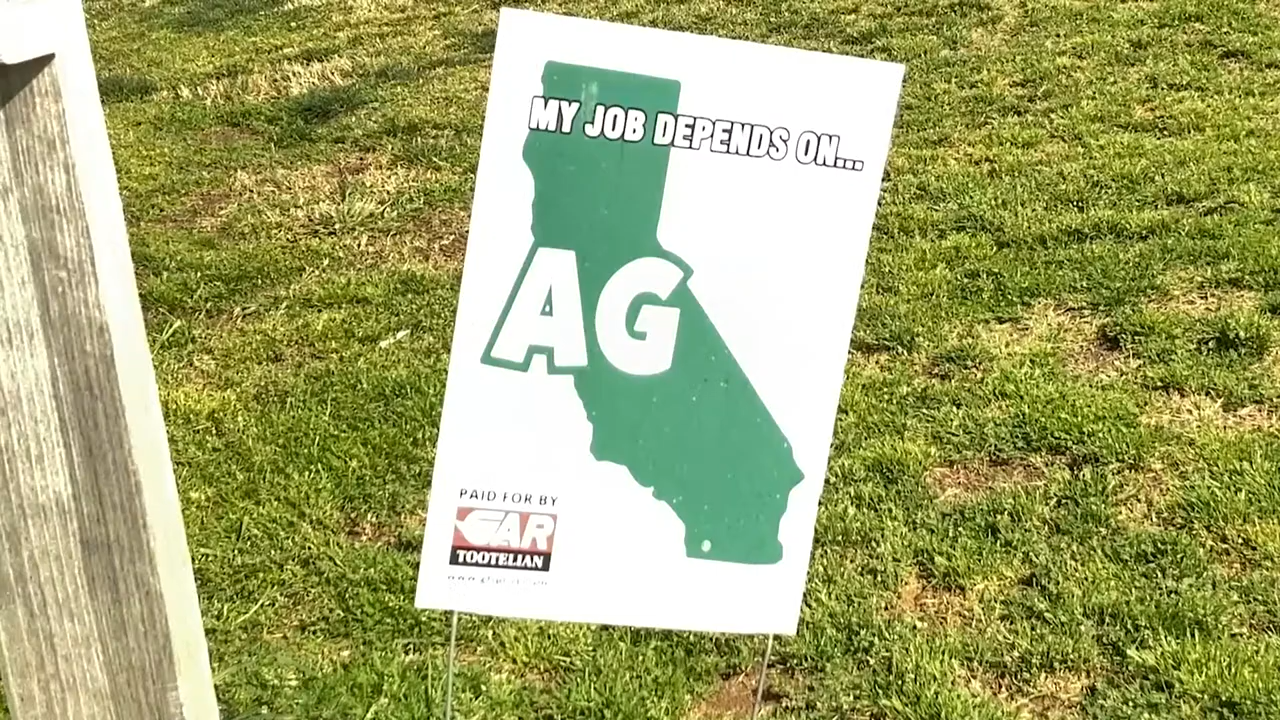 MY JOB DEPENDS ON...
AG
PAID FOR BY
GAR
TOOTELIAN